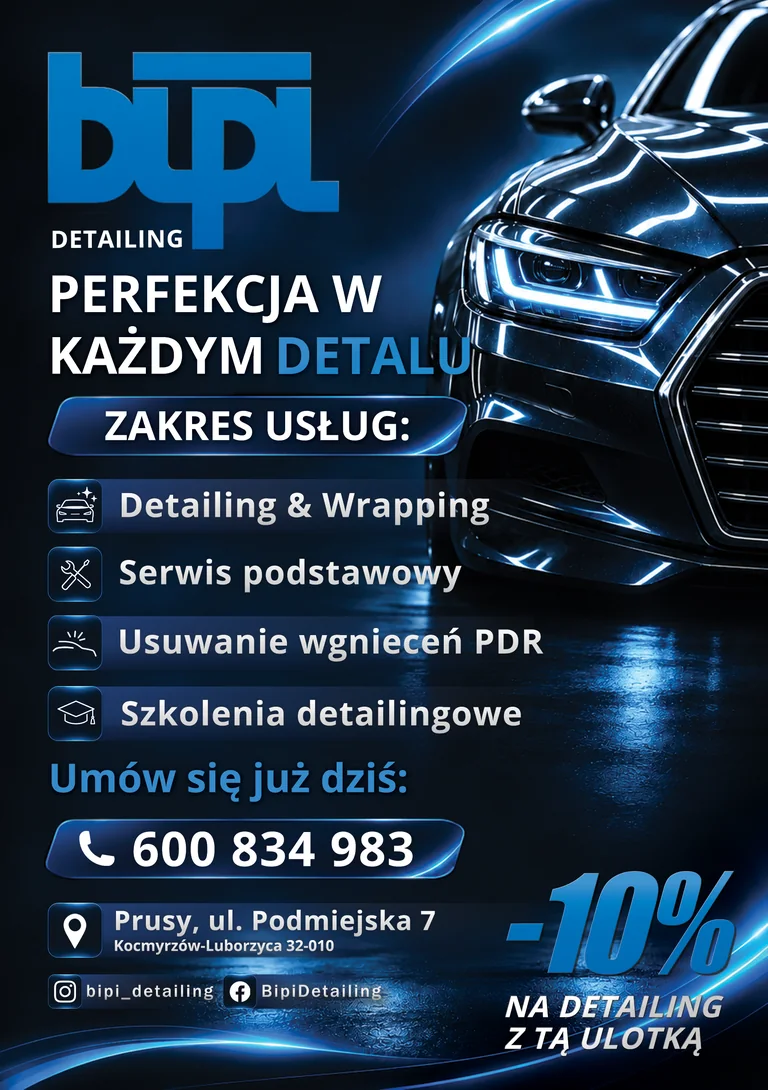 bipi
DETAILING
PERFEKCJA W
KAŻDYM DETALU
ZAKRES USŁUG:
Detailing & Wrapping
Serwis podstawowy
Usuwanie wgnieceń PDR
Szkolenia detailingowe
Umów się już dziś:
600 834 983
Prusy, ul. Podmiejska 7
Kocmyrzów-Luborzyca 32-010
bipi_detailing BipiDetailing
-10%
NA DETAILING
Z TĄ ULOTKĄ